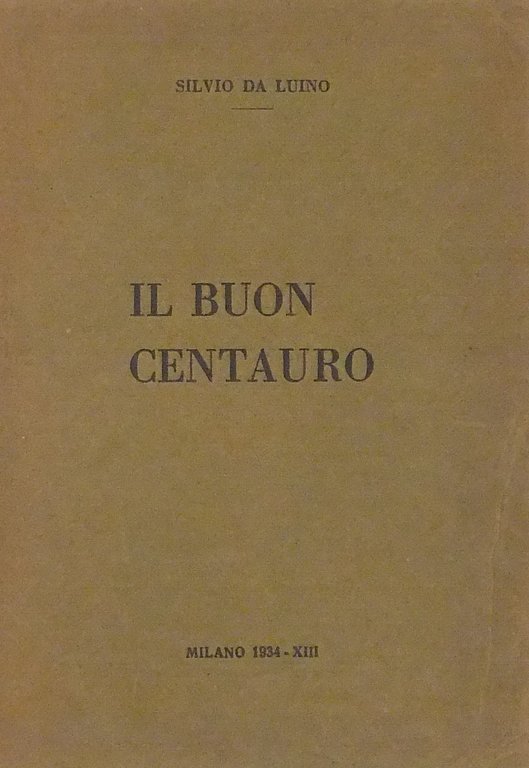 SILVIO DA LUINO
IL BUON
CENTAURO
MILANO 1934 - XIII